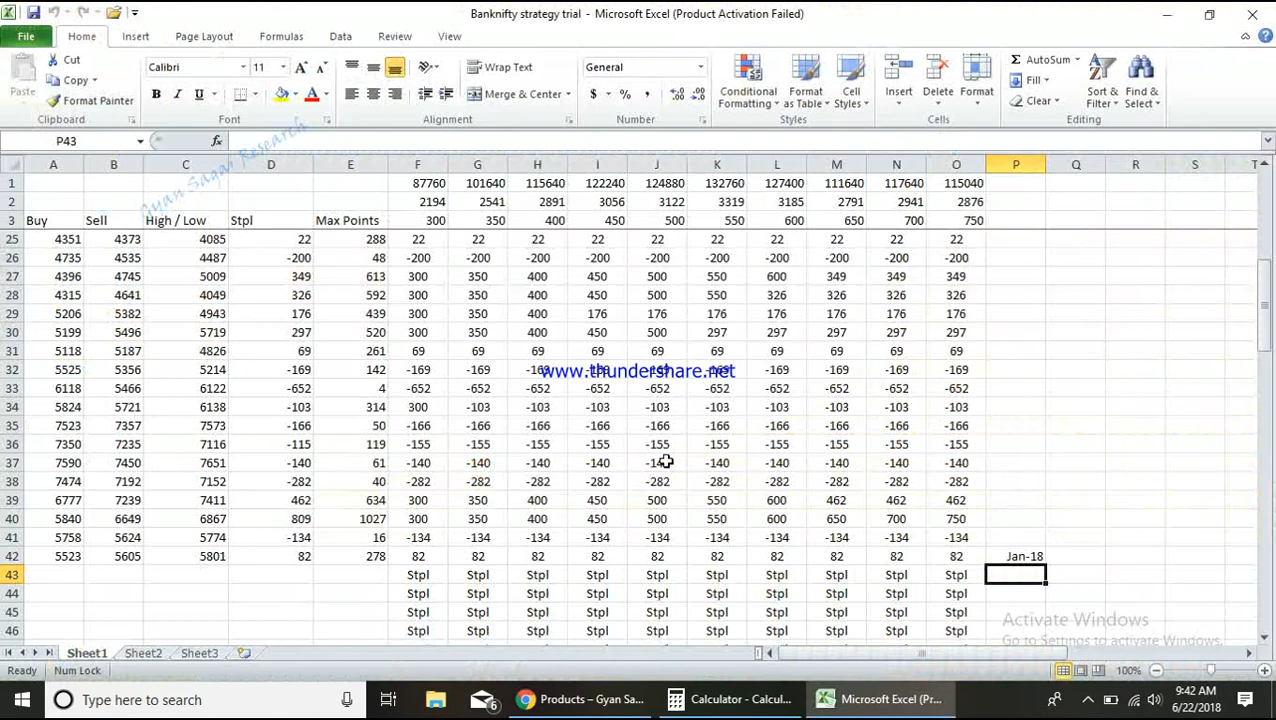 Banknifty strategy trial - Microsoft Excel (Product Activation Failed)
File Home Insert Page Layout Formulas Data Review View
Cut
Copy
Format Painter
Paste
Clipboard
Calibri 11
Font
Wrap Text
Merge & Center
Alignment
General
Number
Conditional Formatting
Format as Table
Cell Styles
Styles
Insert Delete Format
Cells
AutoSum
Fill
Clear
Sort & Filter
Find & Select
Editing
P43 fx
Gyan Sagar Research
A B C D E F G H I J K L M N O P Q R S T
1 87760 101640 115640 122240 124880 132760 127400 111640 117640 115040
2 2194 2541 2891 3056 3122 3319 3185 2791 2941 2876
3 Buy Sell High / Low Stpl Max Points 300 350 400 450 500 550 600 650 700 750
25 4351 4373 4085 22 288 22 22 22 22 22 22 22 22 22 22
26 4735 4535 4487 -200 48 -200 -200 -200 -200 -200 -200 -200 -200 -200 -200
27 4396 4745 5009 349 613 300 350 400 450 500 550 600 349 349 349
28 4315 4641 4049 326 592 300 350 400 450 500 550 326 326 326 326
29 5206 5382 4943 176 439 300 350 400 176 176 176 176 176 176 176
30 5199 5496 5719 297 520 300 350 400 450 500 297 297 297 297 297
31 5118 5187 4826 69 261 69 69 69 69 69 69 69 69 69 69
32 5525 5356 5214 -169 142 -169 -169 -169 -169 -169 -169 -169 -169 -169 -169
www.thundershare.net
33 6118 5466 6122 -652 4 -652 -652 -652 -652 -652 -652 -652 -652 -652 -652
34 5824 5721 6138 -103 314 300 -103 -103 -103 -103 -103 -103 -103 -103 -103
35 7523 7357 7573 -166 50 -166 -166 -166 -166 -166 -166 -166 -166 -166 -166
36 7350 7235 7116 -115 119 -155 -155 -155 -155 -155 -155 -155 -155 -155 -155
37 7590 7450 7651 -140 61 -140 -140 -140 -140 -140 -140 -140 -140 -140 -140
38 7474 7192 7152 -282 40 -282 -282 -282 -282 -282 -282 -282 -282 -282 -282
39 6777 7239 7411 462 634 300 350 400 450 500 550 600 462 462 462
40 5840 6649 6867 809 1027 300 350 400 450 500 550 600 650 700 750
41 5758 5624 5774 -134 16 -134 -134 -134 -134 -134 -134 -134 -134 -134 -134
42 5523 5605 5801 82 278 82 82 82 82 82 82 82 82 82 82 Jan-18
43 Stpl Stpl Stpl Stpl Stpl Stpl Stpl Stpl Stpl Stpl
44 Stpl Stpl Stpl Stpl Stpl Stpl Stpl Stpl Stpl Stpl
45 Stpl Stpl Stpl Stpl Stpl Stpl Stpl Stpl Stpl Stpl
46 Stpl Stpl Stpl Stpl Stpl Stpl Stpl Stpl Stpl Stpl
Activate Windows
Go to Settings to activate Windows.
Sheet1 Sheet2 Sheet3
Ready Num Lock 100%
Type here to search
6
Products – Gyan Sa...
Calculator - Calcul...
Microsoft Excel (Pr...
9:42 AM
6/22/2018